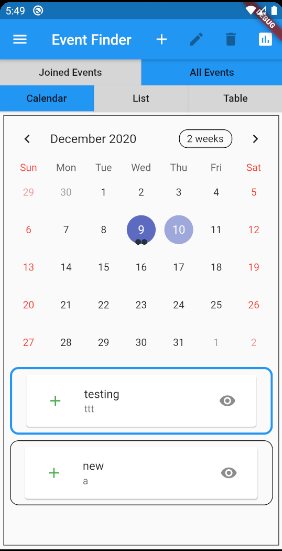 5:49
DEBUG
Event Finder
Joined Events All Events
Calendar List Table
December 2020 2 weeks
Sun Mon Tue Wed Thu Fri Sat
29 30 1 2 3 4 5
6 7 8 9 10 11 12
13 14 15 16 17 18 19
20 21 22 23 24 25 26
27 28 29 30 31 1 2
testing
ttt
new
a